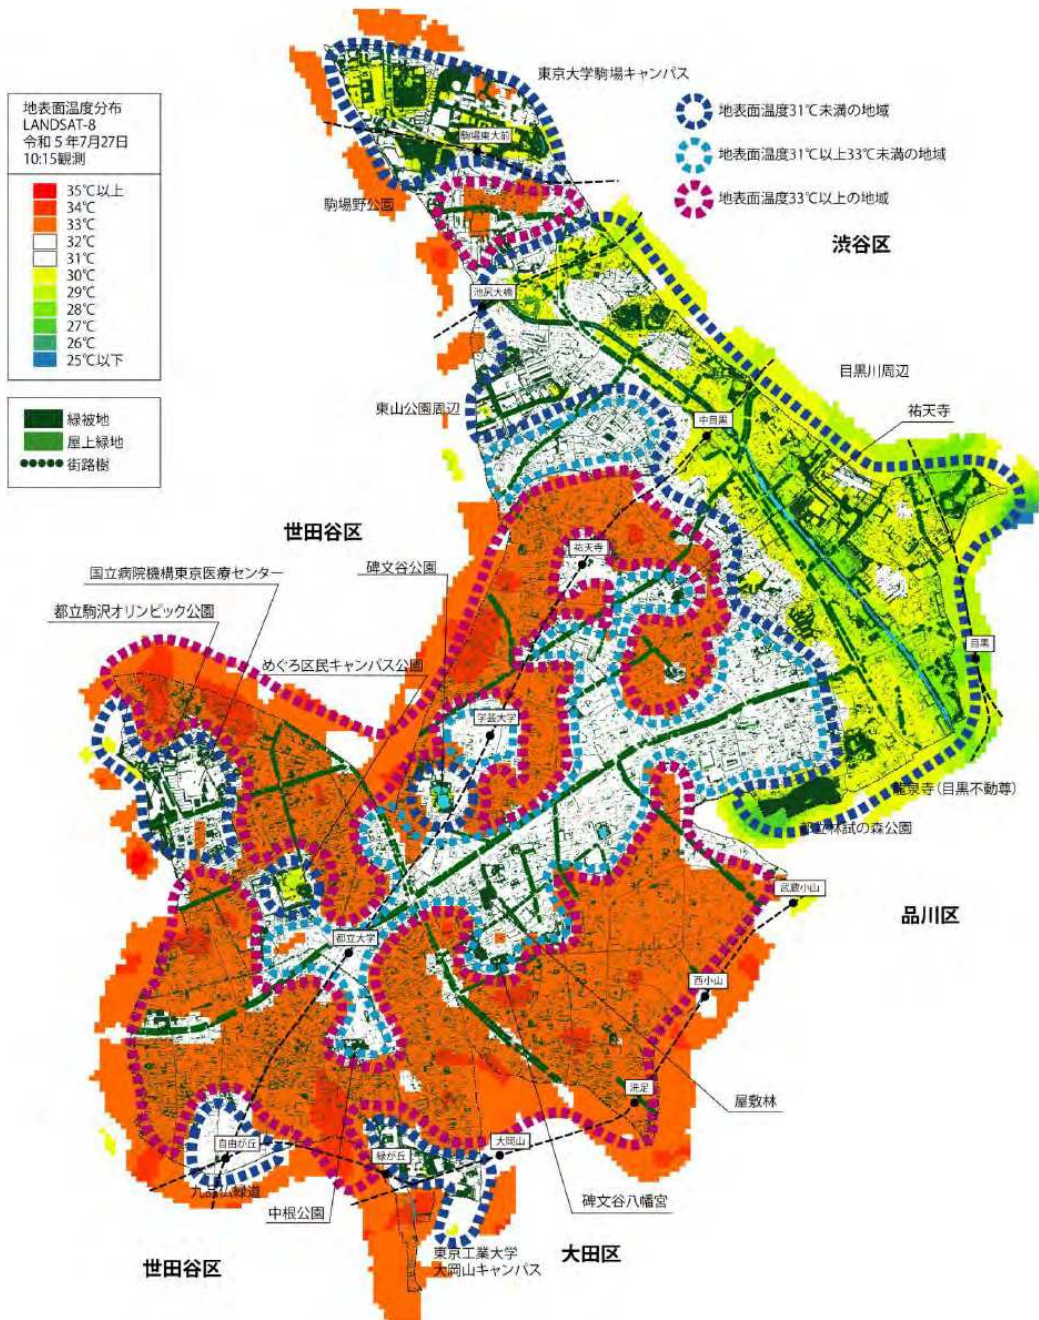 東京大学駒場キャンパス
地表面温度分布
LANDSAT-8
令和5年7月27日
10:15観測
35℃以上
34℃
33℃
32℃
31℃
30℃
29℃
28℃
27℃
26℃
25℃以下
緑被地
屋上緑地
街路樹
地表面温度31℃未満の地域
地表面温度31℃以上33℃未満の地域
地表面温度33℃以上の地域
駒場東大前
駒場野公園
渋谷区
池尻大橋
目黒川周辺
東山公園周辺
祐天寺
中目黒
世田谷区
祐天寺
国立病院機構東京医療センター
碑文谷公園
都立駒沢オリンピック公園
めぐろ区民キャンパス公園
目黒
学芸大学
瀧泉寺(目黒不動尊)
都立林試の森公園
武蔵小山
品川区
都立大学
西小山
洗足
屋敷林
自由が丘
緑が丘
大岡山
九品仏緑道
中根公園
碑文谷八幡宮
世田谷区
東京工業大学
大岡山キャンパス
大田区